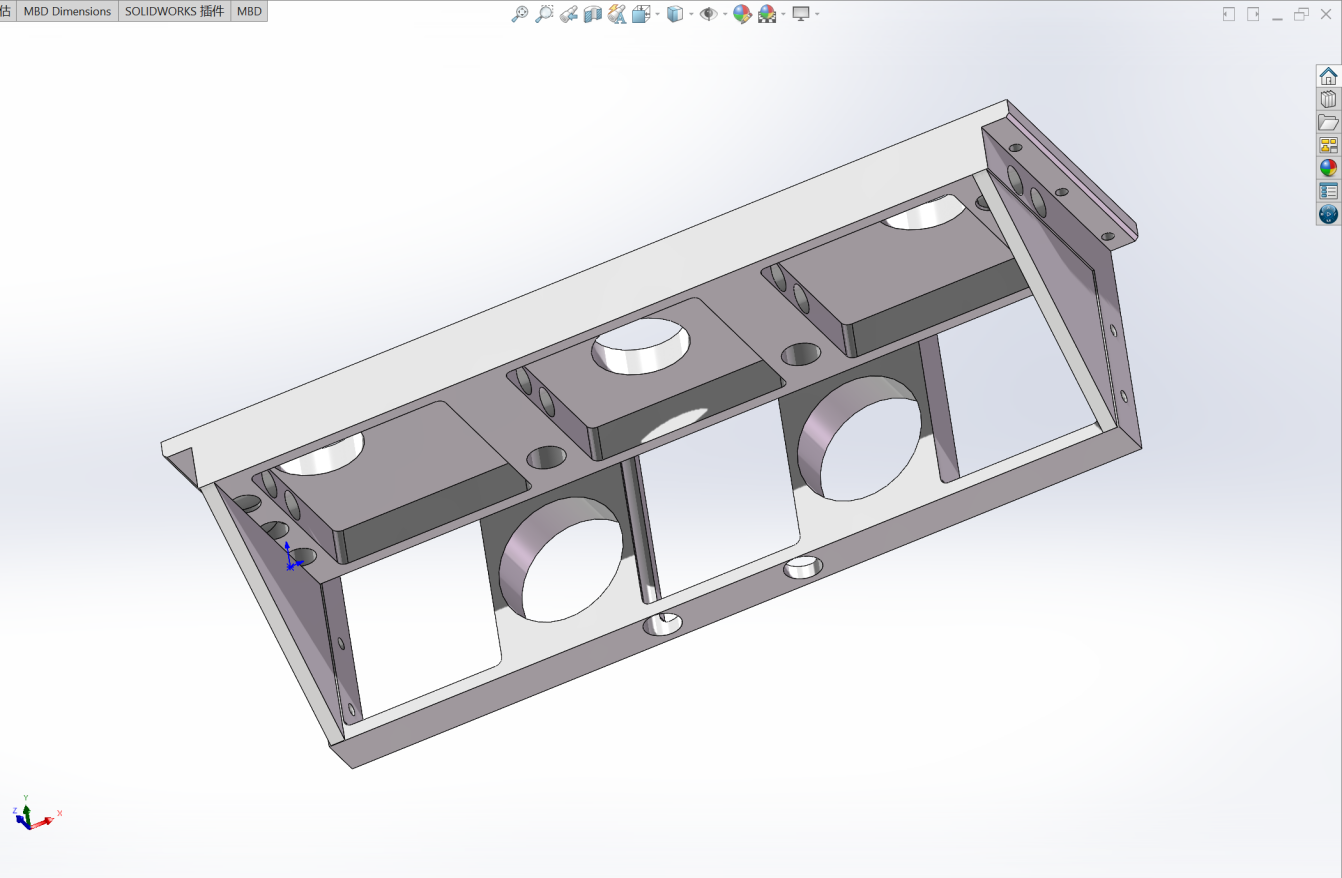 估 MBD Dimensions SOLIDWORKS 插件 MBD
Y
Z X